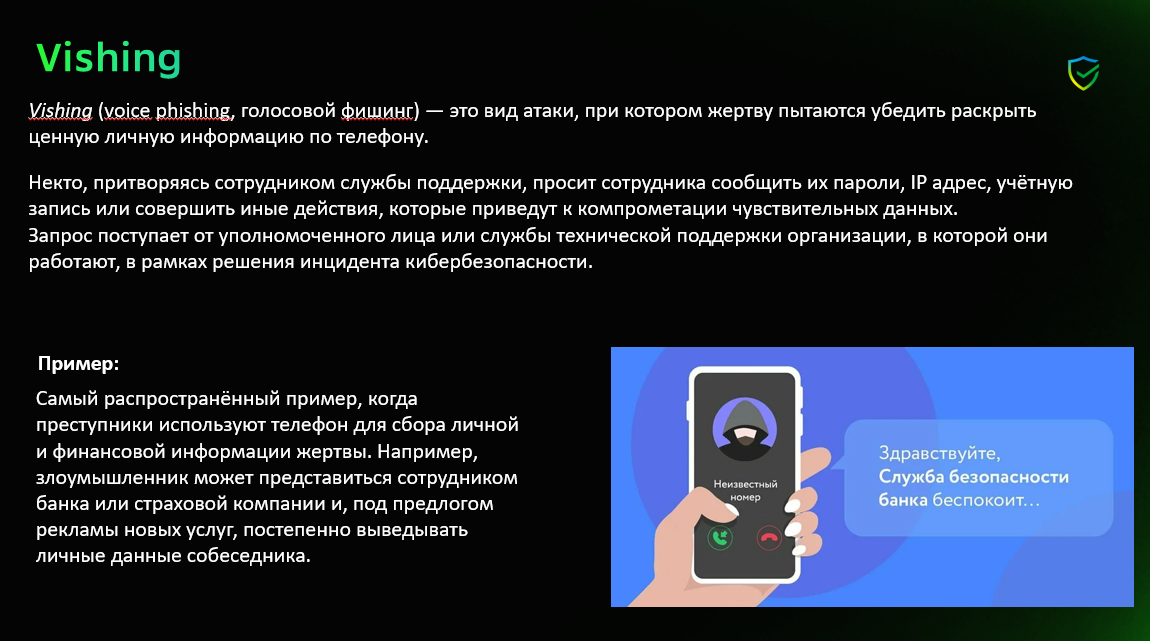 Vishing
Vishing (voice phishing, голосовой фишинг) — это вид атаки, при котором жертву пытаются убедить раскрыть
ценную личную информацию по телефону.
Некто, притворяясь сотрудником службы поддержки, просит сотрудника сообщить их пароли, IP адрес, учётную
запись или совершить иные действия, которые приведут к компрометации чувствительных данных.
Запрос поступает от уполномоченного лица или службы технической поддержки организации, в которой они
работают, в рамках решения инцидента кибербезопасности.
Пример:
Самый распространённый пример, когда
преступники используют телефон для сбора личной
и финансовой информации жертвы. Например,
злоумышленник может представиться сотрудником
банка или страховой компании и, под предлогом
рекламы новых услуг, постепенно выведывать
личные данные собеседника.
Неизвестный
номер
Здравствуйте,
Служба безопасности
банка беспокоит...